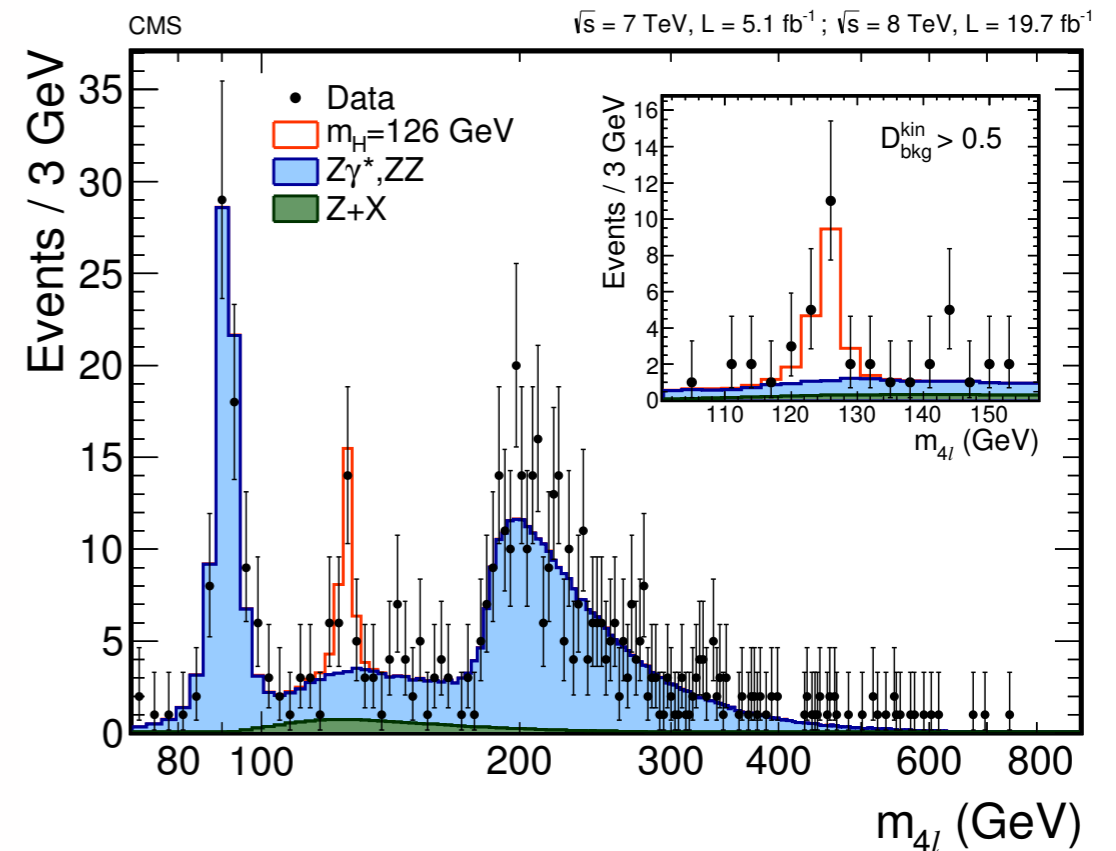 CMS
√s = 7 TeV, L = 5.1 fb⁻¹ ; √s = 8 TeV, L = 19.7 fb⁻¹
Events / 3 GeV
35
30
25
20
15
10
5
0
Data
m_H=126 GeV
Zγ*,ZZ
Z+X
Events / 3 GeV
16
14
12
10
8
6
4
2
0
D^kin_bkg > 0.5
110 120 130 140 150
m_4l (GeV)
80 100 200 300 400 600 800
m_4l (GeV)